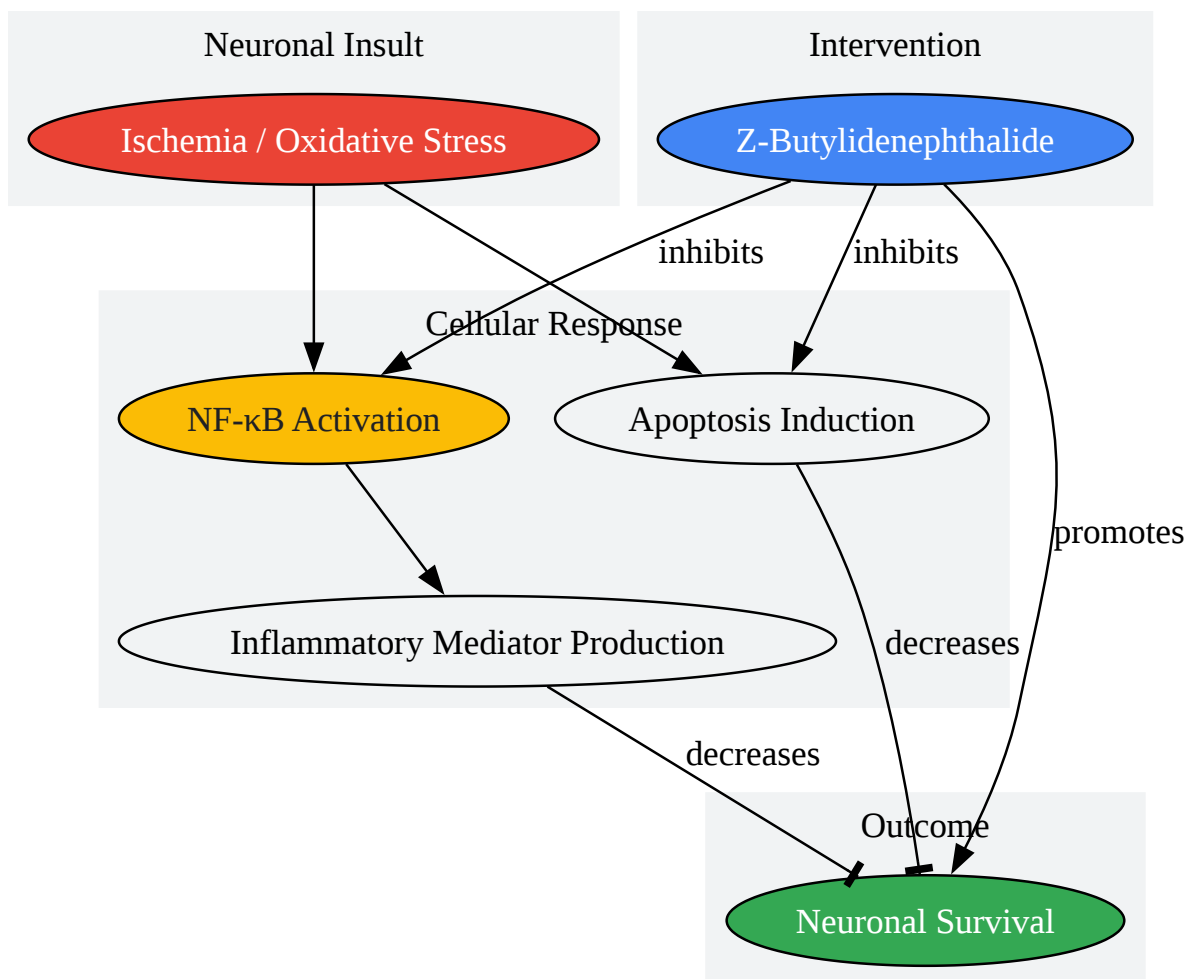 Neuronal Insult
Intervention
Ischemia / Oxidative Stress
Z-Butylidenephthalide
inhibits
inhibits
Cellular Response
NF-κB Activation
Apoptosis Induction
promotes
Inflammatory Mediator Production
decreases
decreases
Outcome
Neuronal Survival